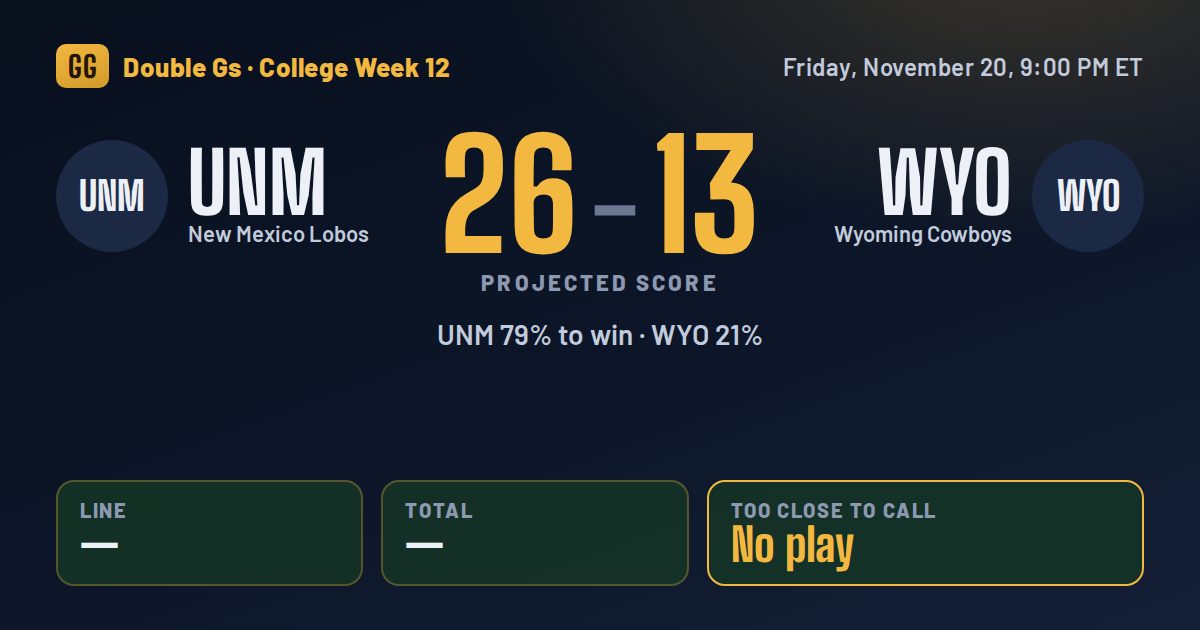 GG
Double Gs · College Week 12
Friday, November 20, 9:00 PM ET
UNM
UNM
New Mexico Lobos
26 – 13
PROJECTED SCORE
UNM 79% to win · WYO 21%
WYO
Wyoming Cowboys
WYO
LINE
—
TOTAL
—
TOO CLOSE TO CALL
No play